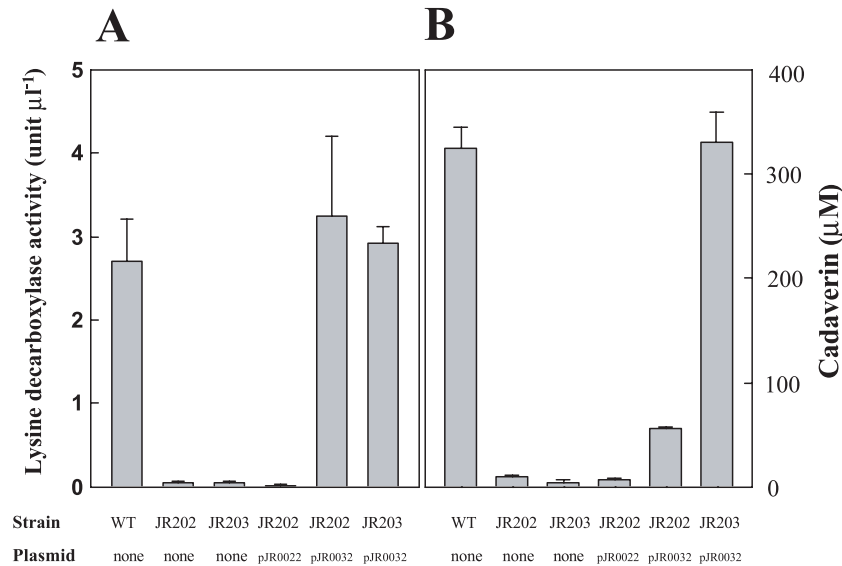 A B
Lysine decarboxylase activity (unit μl-1)
5
4
3
2
1
0
400
300
200
100
0
Cadaverin (μM)
Strain WT JR202 JR203 JR202 JR202 JR203 WT JR202 JR203 JR202 JR202 JR203
Plasmid none none none pJR0022 pJR0032 pJR0032 none none none pJR0022 pJR0032 pJR0032